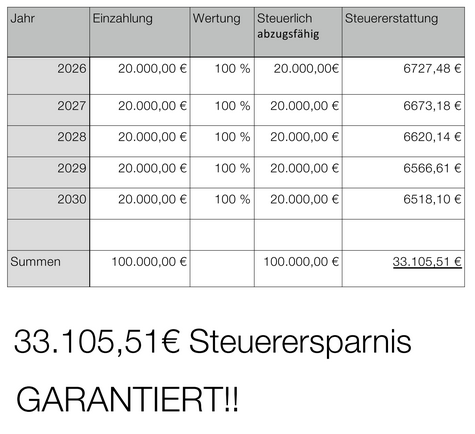 Jahr Einzahlung Wertung Steuerlich abzugsfähig Steuererstattung
2026 20.000,00 € 100 % 20.000,00€ 6727,48 €
2027 20.000,00 € 100 % 20.000,00 € 6673,18 €
2028 20.000,00 € 100 % 20.000,00 € 6620,14 €
2029 20.000,00 € 100 % 20.000,00 € 6566,61 €
2030 20.000,00 € 100 % 20.000,00 € 6518,10 €
Summen 100.000,00 € 100.000,00 € 33.105,51 €
33.105,51€ Steuerersparnis
GARANTIERT!!